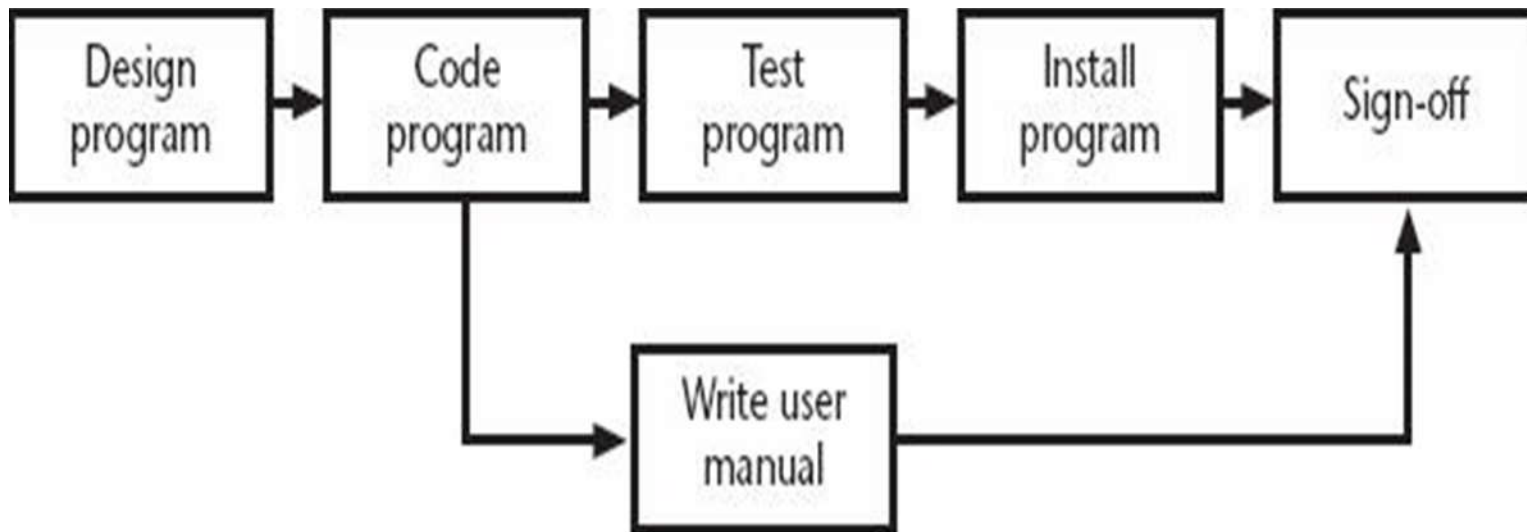 Design
program
Code
program
Test
program
Install
program
Sign-off
Write user
manual